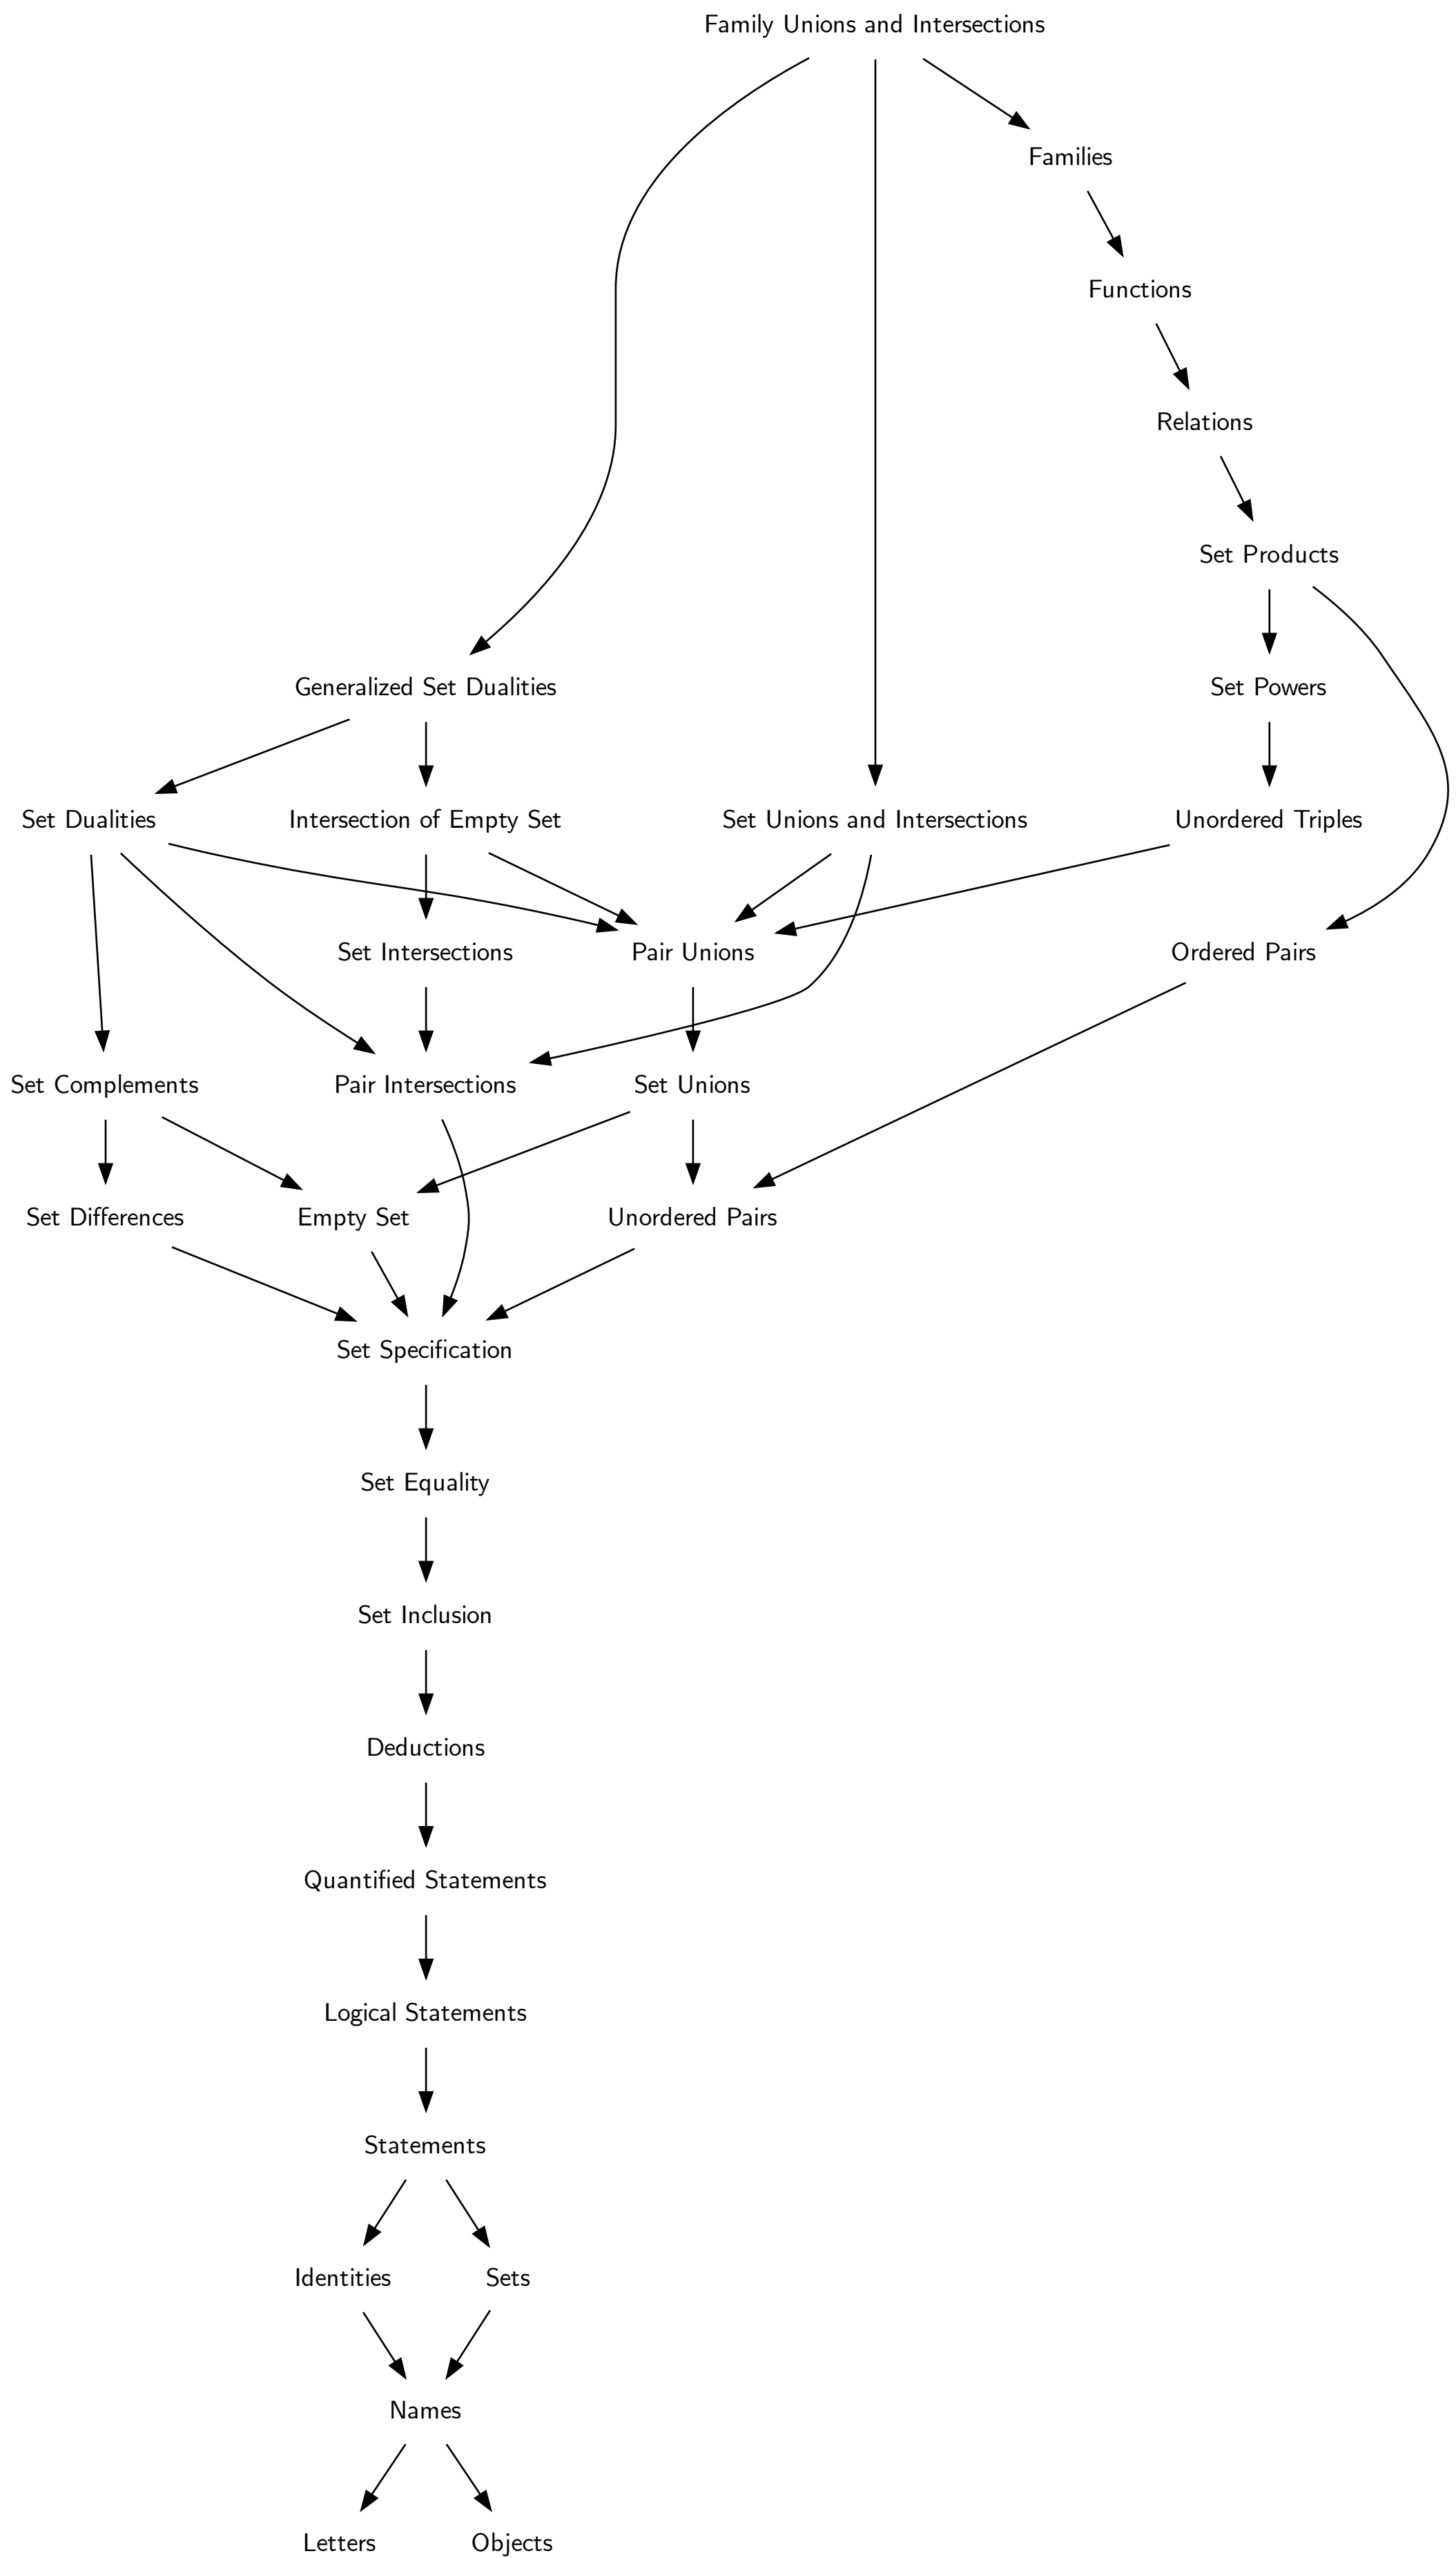 Family Unions and Intersections
Families
Functions
Relations
Set Products
Generalized Set Dualities
Set Powers
Set Dualities
Intersection of Empty Set
Set Unions and Intersections
Unordered Triples
Set Intersections
Pair Unions
Ordered Pairs
Set Complements
Pair Intersections
Set Unions
Set Differences
Empty Set
Unordered Pairs
Set Specification
Set Equality
Set Inclusion
Deductions
Quantified Statements
Logical Statements
Statements
Identities
Sets
Names
Letters
Objects